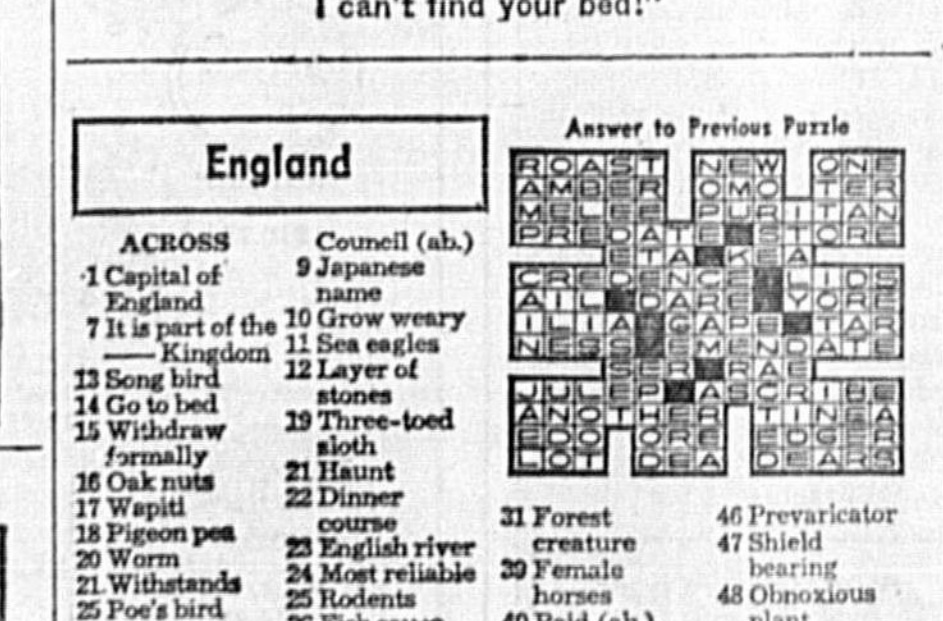 I can't find your bed!"
England
ACROSS
1 Capital of
England
7 It is part of the
—— Kingdom
13 Song bird
14 Go to bed
15 Withdraw
formally
16 Oak nuts
17 Wapiti
18 Pigeon pea
20 Worm
21 Withstands
25 Poe's bird
Council (ab.)
9 Japanese
name
10 Grow weary
11 Sea eagles
12 Layer of
stones
19 Three-toed
sloth
21 Haunt
22 Dinner
course
23 English river
24 Most reliable
25 Rodents
Answer to Previous Puzzle
ROAST NEW ONE
AMBER OMO TER
MELEE PURITAN
PREDATE STORE
ETA KEA
CREDENCE LIDS
AIL DARE YORE
ILIA GAPE TAR
NESS EMENDATE
SER RAE
JULEP ASCRIBE
ANOTHER TINEA
EDO ORE EDGER
LOT DEA DEARS
31 Forest
creature
39 Female
horses
40 Paid (ab.)
46 Prevaricator
47 Shield
bearing
48 Obnoxious
plant